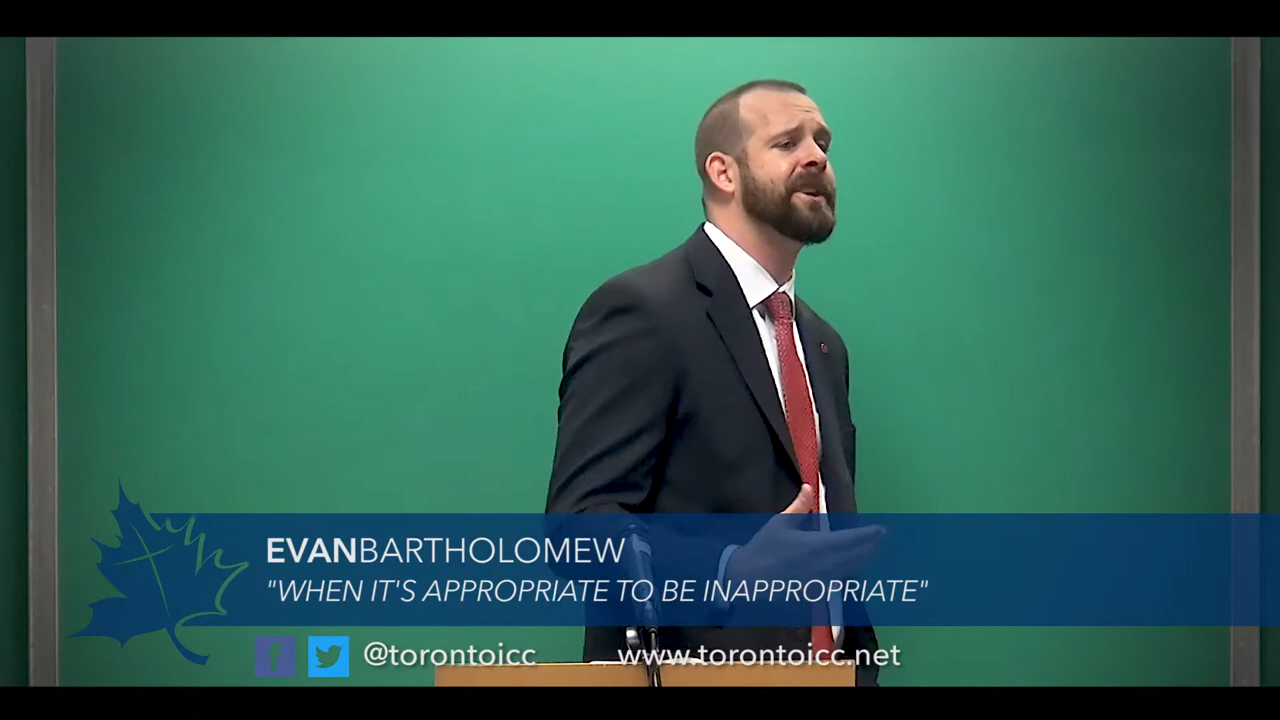 EVANBARTHOLOMEW
"WHEN IT'S APPROPRIATE TO BE INAPPROPRIATE"
@torontoicc www.torontoicc.net